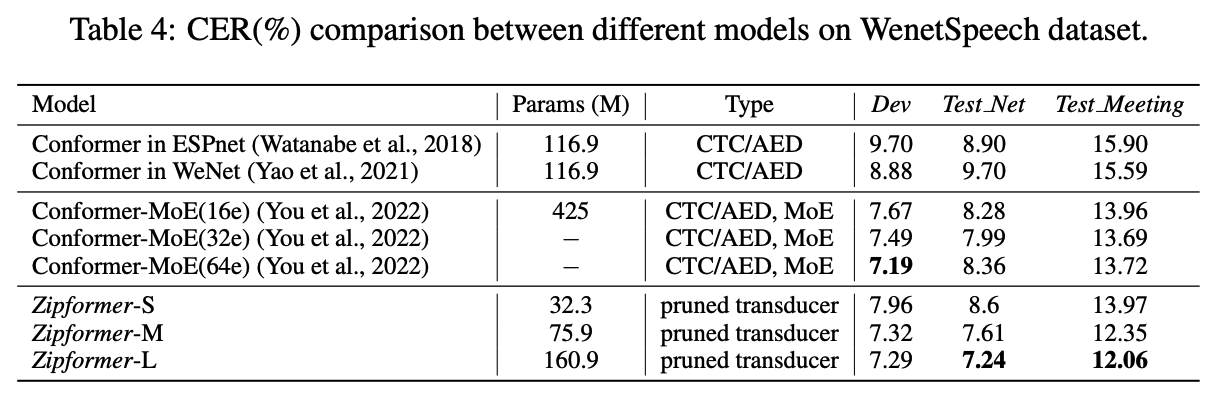 Table 4: CER(%) comparison between different models on WenetSpeech dataset.
Model Params (M) Type Dev Test_Net Test_Meeting
Conformer in ESPnet (Watanabe et al., 2018) 116.9 CTC/AED 9.70 8.90 15.90
Conformer in WeNet (Yao et al., 2021) 116.9 CTC/AED 8.88 9.70 15.59
Conformer-MoE(16e) (You et al., 2022) 425 CTC/AED, MoE 7.67 8.28 13.96
Conformer-MoE(32e) (You et al., 2022) – CTC/AED, MoE 7.49 7.99 13.69
Conformer-MoE(64e) (You et al., 2022) – CTC/AED, MoE 7.19 8.36 13.72
Zipformer-S 32.3 pruned transducer 7.96 8.6 13.97
Zipformer-M 75.9 pruned transducer 7.32 7.61 12.35
Zipformer-L 160.9 pruned transducer 7.29 7.24 12.06